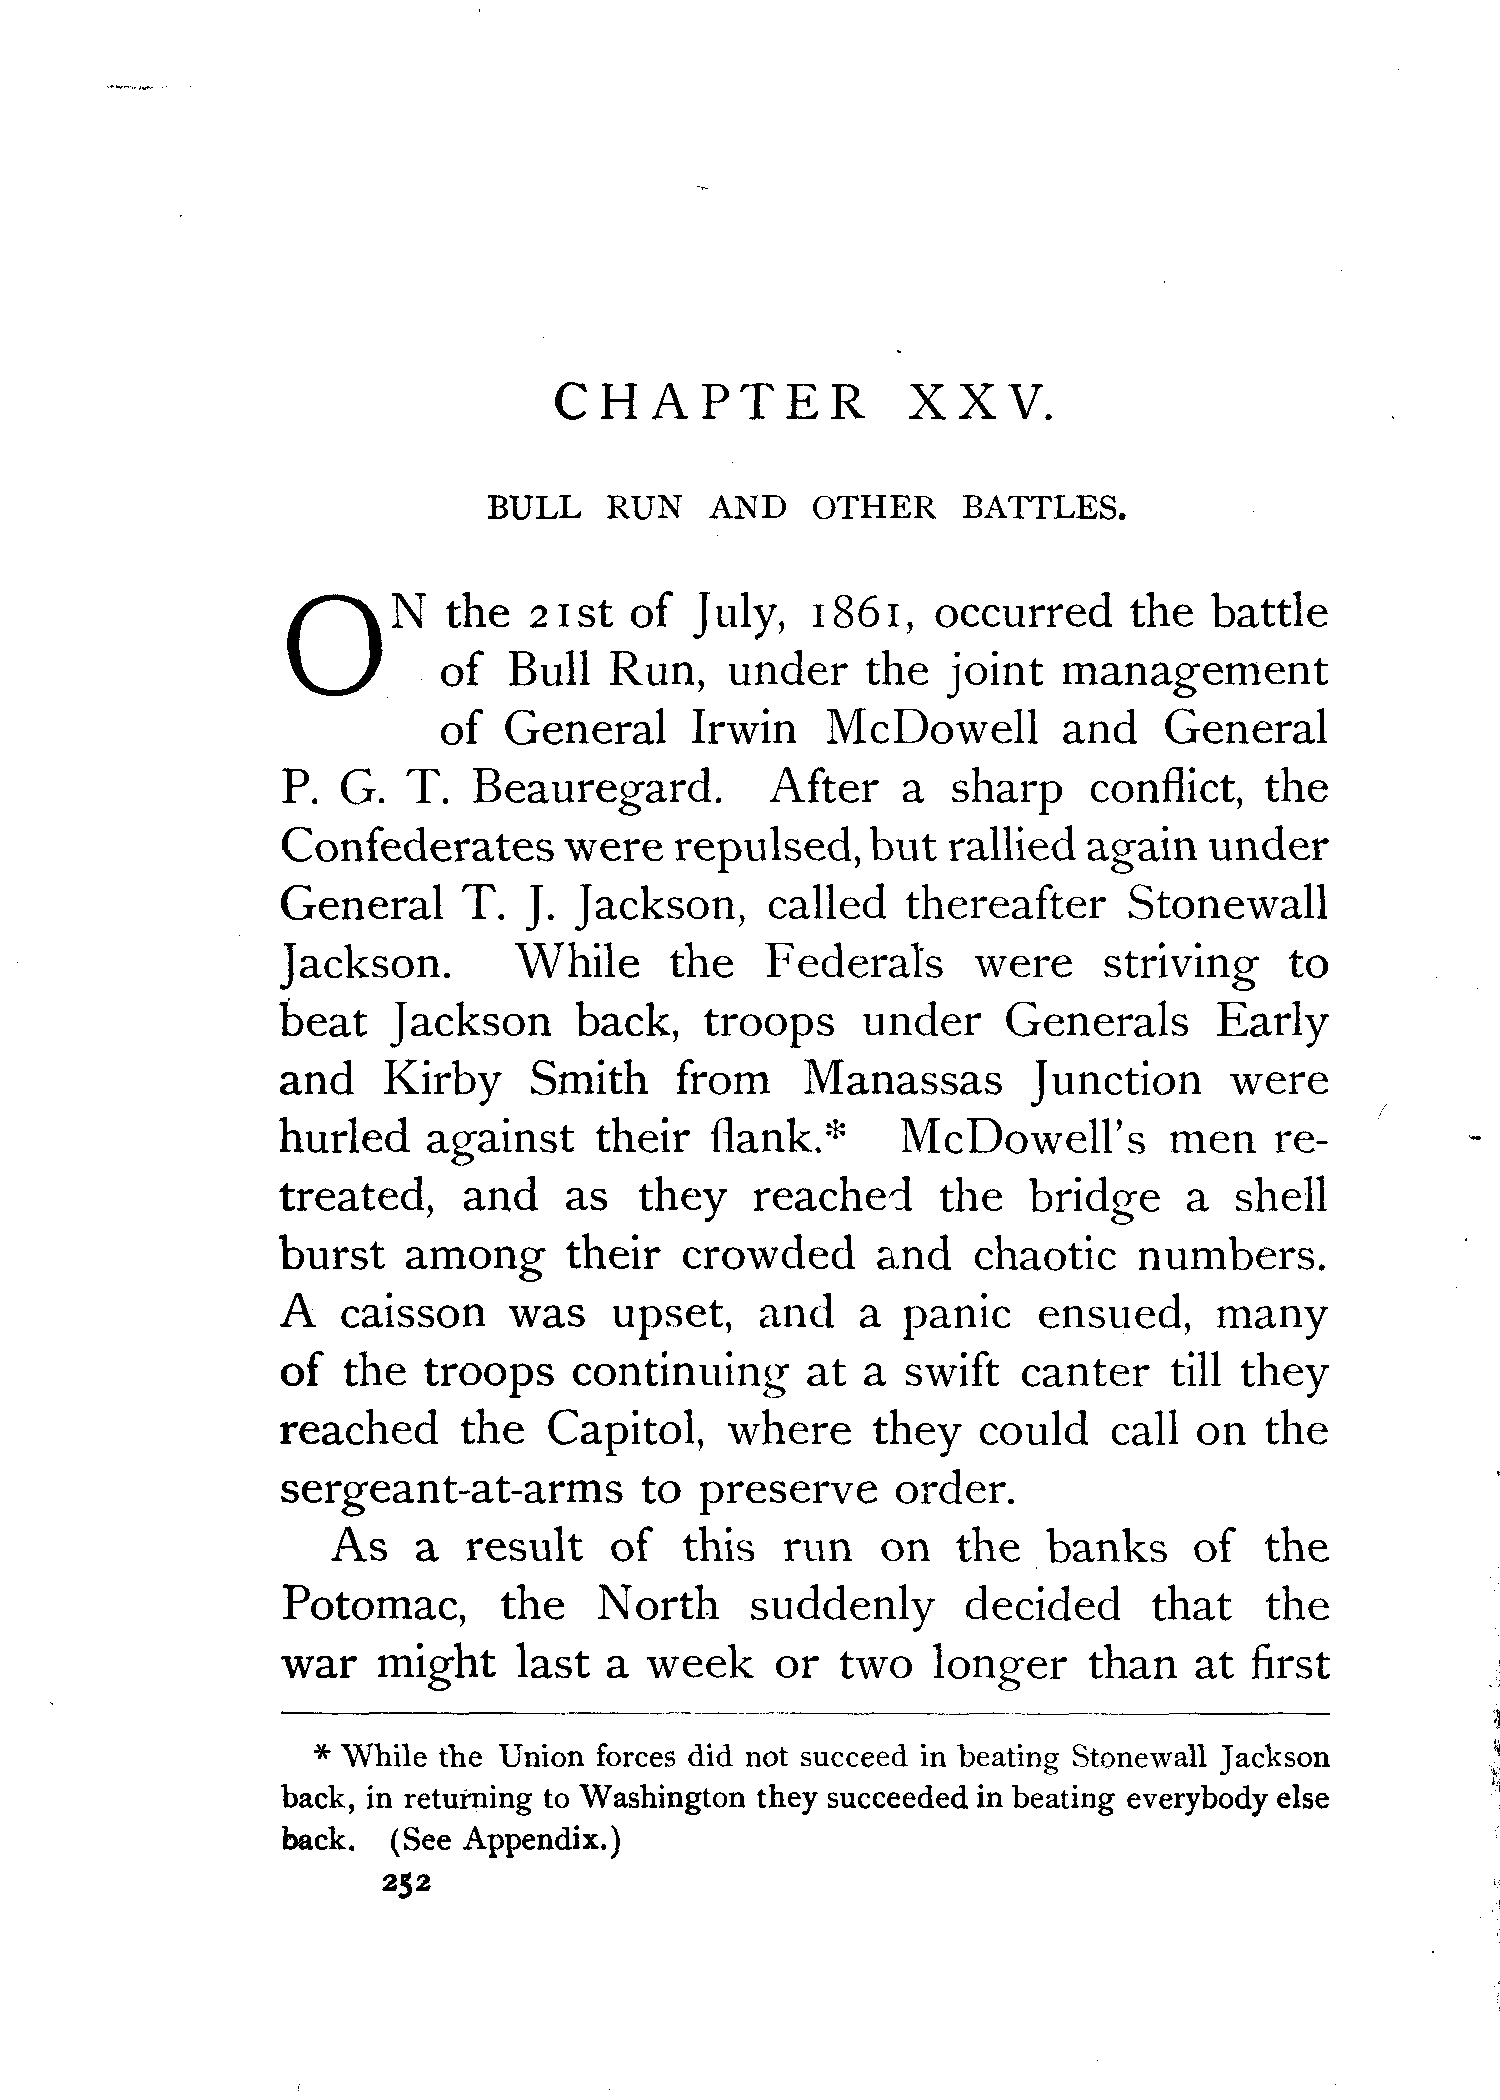 CHAPTER XXV.
BULL RUN AND OTHER BATTLES.
ON the 21st of July, 1861, occurred the battle
of Bull Run, under the joint management
of General Irwin McDowell and General
P. G. T. Beauregard. After a sharp conflict, the
Confederates were repulsed, but rallied again under
General T. J. Jackson, called thereafter Stonewall
Jackson. While the Federals were striving to
beat Jackson back, troops under Generals Early
and Kirby Smith from Manassas Junction were
hurled against their flank.* McDowell's men re-
treated, and as they reached the bridge a shell
burst among their crowded and chaotic numbers.
A caisson was upset, and a panic ensued, many
of the troops continuing at a swift canter till they
reached the Capitol, where they could call on the
sergeant-at-arms to preserve order.
As a result of this run on the banks of the
Potomac, the North suddenly decided that the
war might last a week or two longer than at first
* While the Union forces did not succeed in beating Stonewall Jackson
back, in returning to Washington they succeeded in beating everybody else
back. (See Appendix.)
252